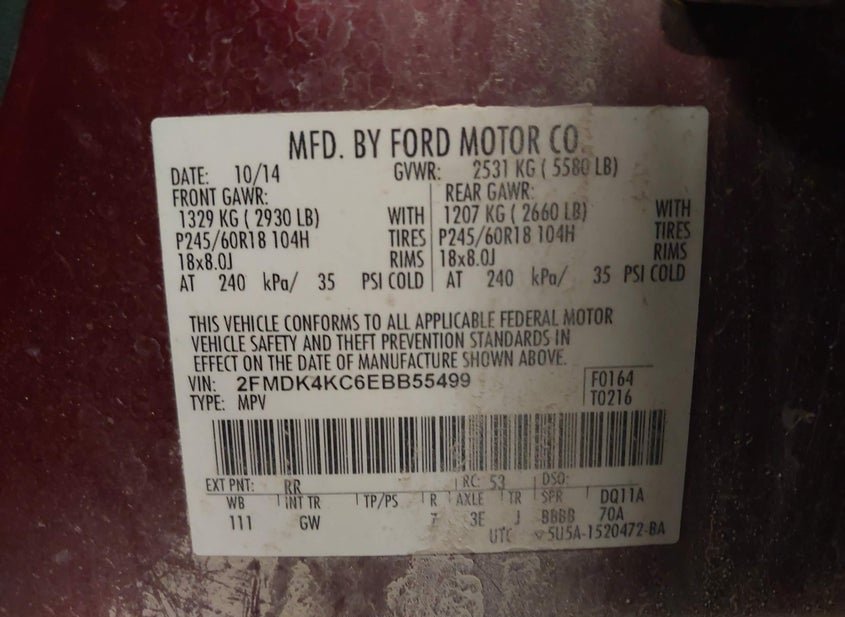 MFD. BY FORD MOTOR CO.
DATE: 10/14 GVWR: 2531 KG ( 5580 LB)
FRONT GAWR: REAR GAWR:
1329 KG ( 2930 LB) WITH 1207 KG ( 2660 LB) WITH
P245/60R18 104H TIRES P245/60R18 104H TIRES
18x8.0J RIMS 18x8.0J RIMS
AT 240 kPa/ 35 PSI COLD AT 240 kPa/ 35 PSI COLD
THIS VEHICLE CONFORMS TO ALL APPLICABLE FEDERAL MOTOR
VEHICLE SAFETY AND THEFT PREVENTION STANDARDS IN
EFFECT ON THE DATE OF MANUFACTURE SHOWN ABOVE.
VIN: 2FMDK4KC6EBB55499 F0164
TYPE: MPV T0216
EXT PNT: RR RC: 53 DSO:
WB INT TR TP/PS R AXLE TR SPR DQ11A
111 GW 7 3E J BBBB 70A
UTC ▽5U5A-1520472-BA